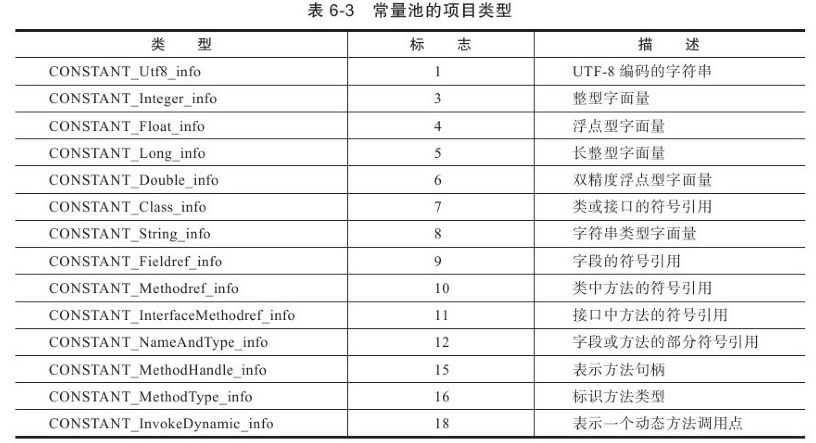 表 6-3 常量池的项目类型
类 型 标 志 描 述
CONSTANT_Utf8_info 1 UTF-8 编码的字符串
CONSTANT_Integer_info 3 整型字面量
CONSTANT_Float_info 4 浮点型字面量
CONSTANT_Long_info 5 长整型字面量
CONSTANT_Double_info 6 双精度浮点型字面量
CONSTANT_Class_info 7 类或接口的符号引用
CONSTANT_String_info 8 字符串类型字面量
CONSTANT_Fieldref_info 9 字段的符号引用
CONSTANT_Methodref_info 10 类中方法的符号引用
CONSTANT_InterfaceMethodref_info 11 接口中方法的符号引用
CONSTANT_NameAndType_info 12 字段或方法的部分符号引用
CONSTANT_MethodHandle_info 15 表示方法句柄
CONSTANT_MethodType_info 16 标识方法类型
CONSTANT_InvokeDynamic_info 18 表示一个动态方法调用点